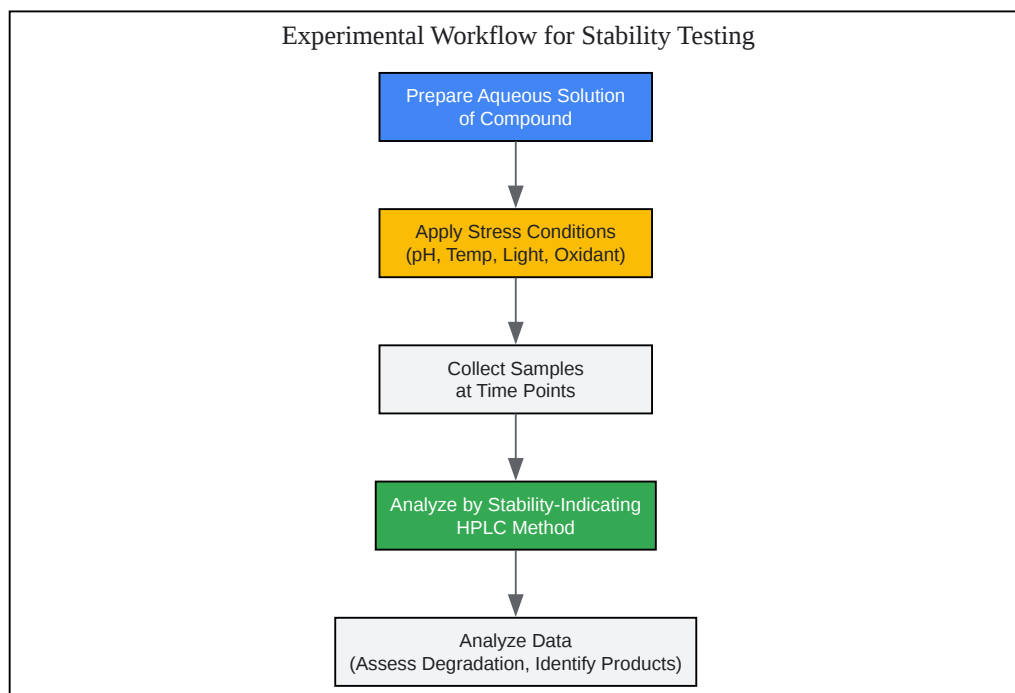 Experimental Workflow for Stability Testing
Prepare Aqueous Solution
of Compound
Apply Stress Conditions
(pH, Temp, Light, Oxidant)
Collect Samples
at Time Points
Analyze by Stability-Indicating
HPLC Method
Analyze Data
(Assess Degradation, Identify Products)